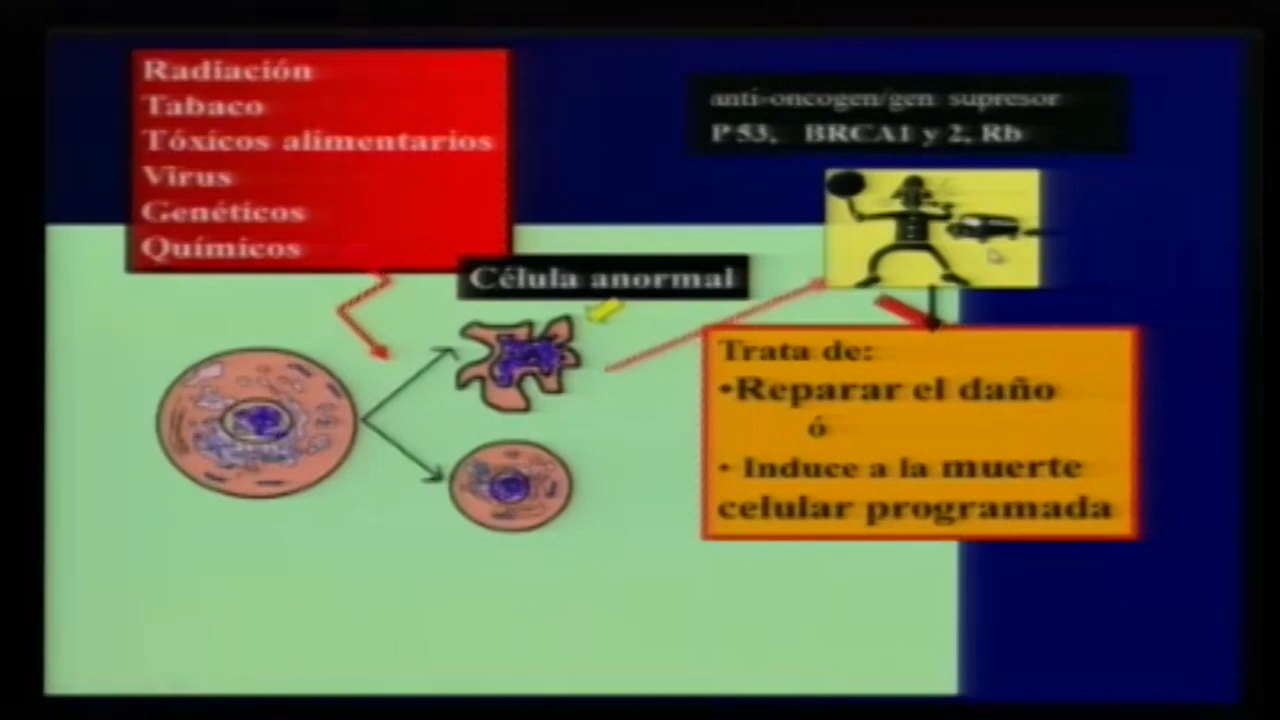 Radiación
Tabaco
Tóxicos alimentarios
Virus
Genéticos
Químicos
anti-oncogen/gen supresor
P 53, BRCA1 y 2, Rb
Célula anormal
Trata de:
•Reparar el daño
ó
• Induce a la muerte
celular programada